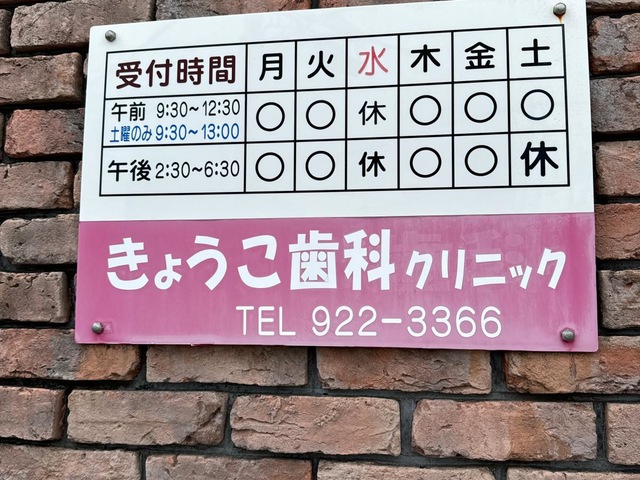 受付時間 月 火 水 木 金 土
午前 9:30~12:30 ○ ○ 休 ○ ○ ○
土曜のみ 9:30~13:00
午後 2:30~6:30 ○ ○ 休 ○ ○ 休
きょうこ歯科クリニック
TEL 922-3366